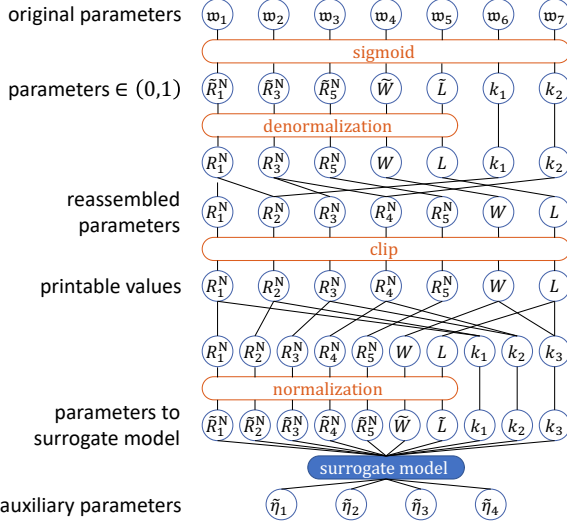 original parameters 𝔴₁ 𝔴₂ 𝔴₃ 𝔴₄ 𝔴₅ 𝔴₆ 𝔴₇
sigmoid
parameters ∈ (0,1) R̃₁ᴺ R̃₃ᴺ R̃₅ᴺ W̃ L̃ k₁ k₂
denormalization
R₁ᴺ R₃ᴺ R₅ᴺ W L k₁ k₂
reassembled
parameters
R₁ᴺ R₂ᴺ R₃ᴺ R₄ᴺ R₅ᴺ W L
clip
printable values R₁ᴺ R₂ᴺ R₃ᴺ R₄ᴺ R₅ᴺ W L
R₁ᴺ R₂ᴺ R₃ᴺ R₄ᴺ R₅ᴺ W L k₁ k₂ k₃
normalization
parameters to
surrogate model
R̃₁ᴺ R̃₂ᴺ R̃₃ᴺ R̃₄ᴺ R̃₅ᴺ W̃ L̃ k₁ k₂ k₃
surrogate model
auxiliary parameters η̃₁ η̃₂ η̃₃ η̃₄